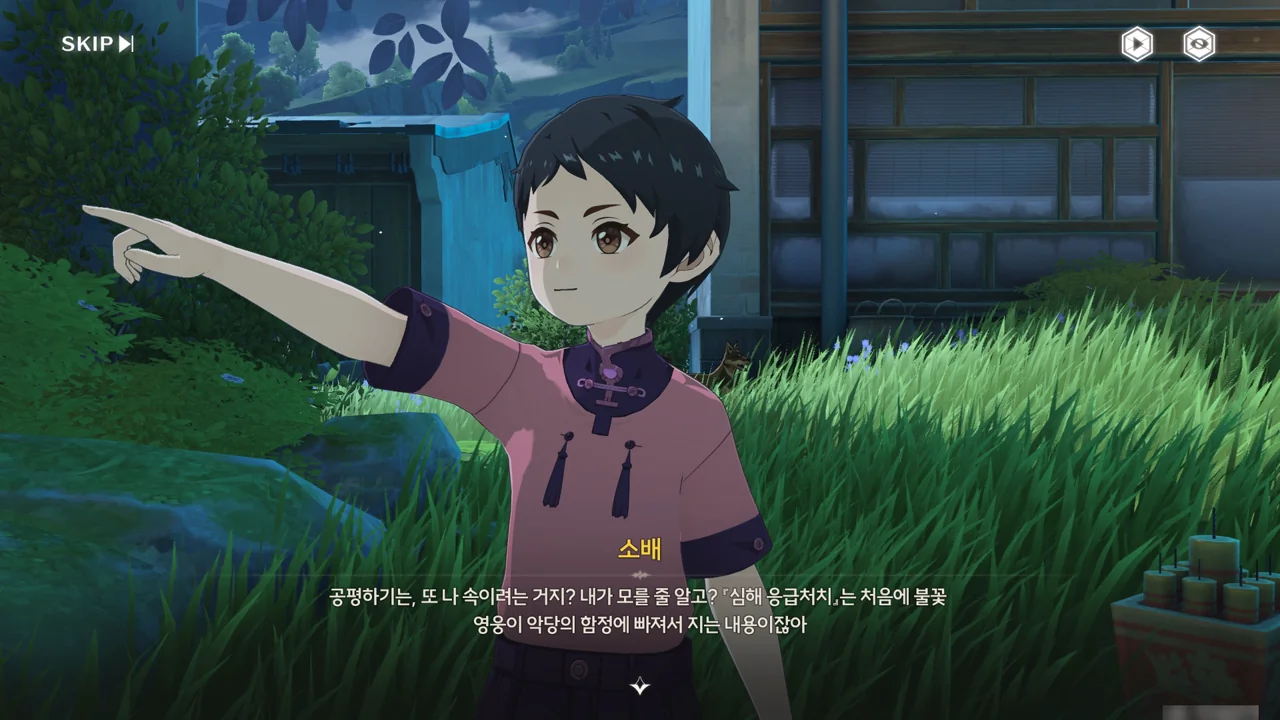 SKIP
소배
공평하기는, 또 나 속이려는 거지? 내가 모를 줄 알고? 『심해 응급처치』는 처음에 불꽃
영웅이 악당의 함정에 빠져서 지는 내용이잖아